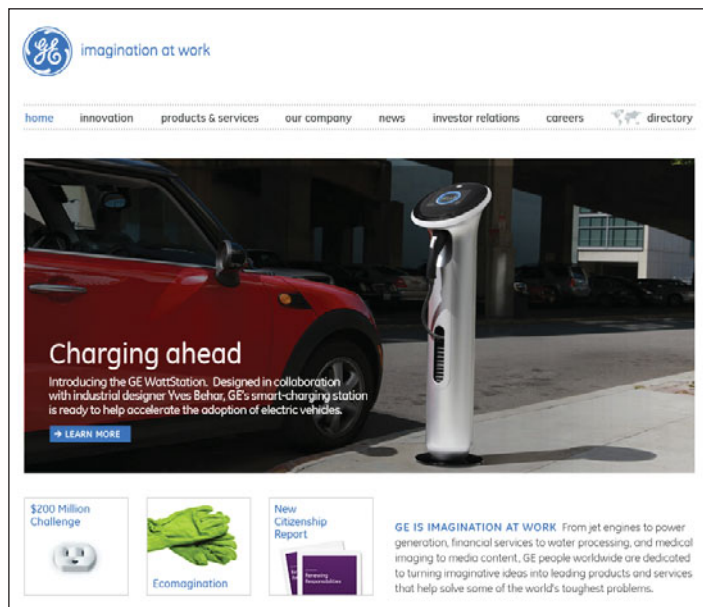 GE imagination at work
home innovation products & services our company news investor relations careers directory
Charging ahead
Introducing the GE WattStation. Designed in collaboration
with industrial designer Yves Behar, GE's smart-charging station
is ready to help accelerate the adoption of electric vehicles.
→ LEARN MORE
$200 Million
Challenge
Ecomagination
New
Citizenship
Report
Renewing
Responsibilities
GE IS IMAGINATION AT WORK From jet engines to power
generation, financial services to water processing, and medical
imaging to media content, GE people worldwide are dedicated
to turning imaginative ideas into leading products and services
that help solve some of the world's toughest problems.